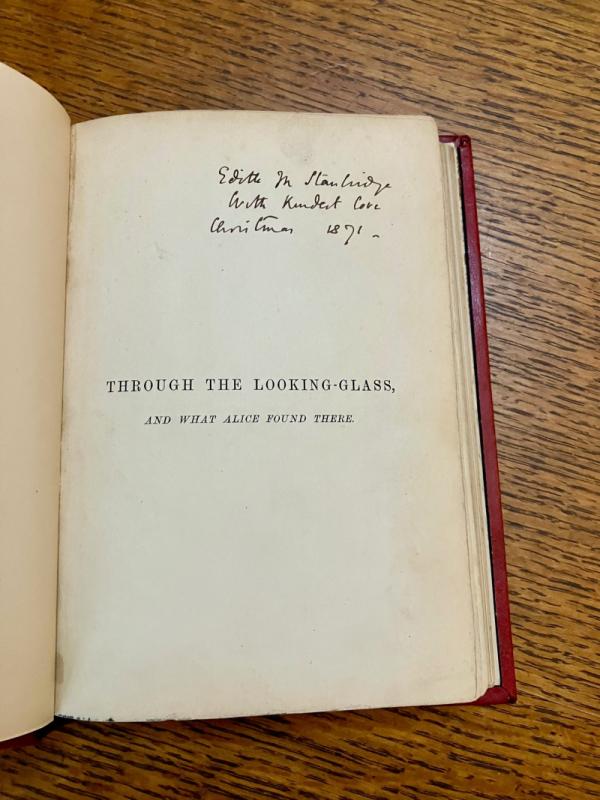 Edith M Stanbridge
With Kindest Love
Christmas 1871.
THROUGH THE LOOKING-GLASS,
AND WHAT ALICE FOUND THERE.